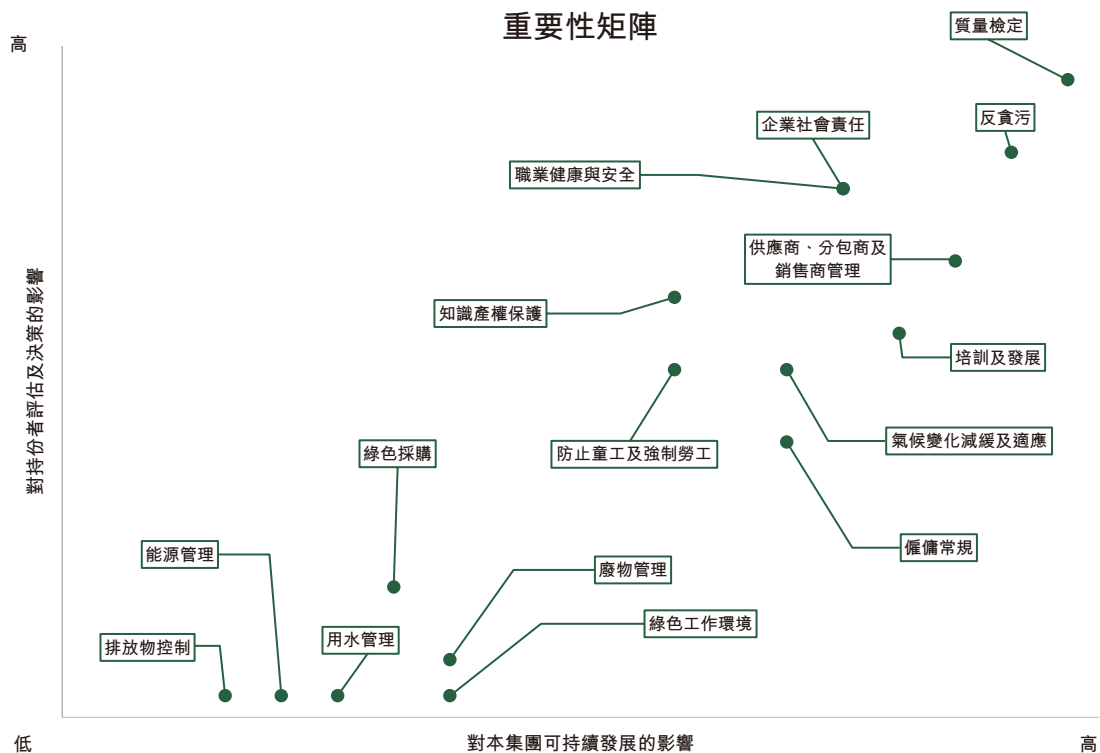 重要性矩陣
高
質量檢定
反貪污
企業社會責任
職業健康與安全
供應商、分包商及
銷售商管理
知識產權保護
培訓及發展
對持份者評估及決策的影響
綠色採購
防止童工及強制勞工
氣候變化減緩及適應
能源管理
僱傭常規
廢物管理
綠色工作環境
用水管理
排放物控制
低
對本集團可持續發展的影響
高